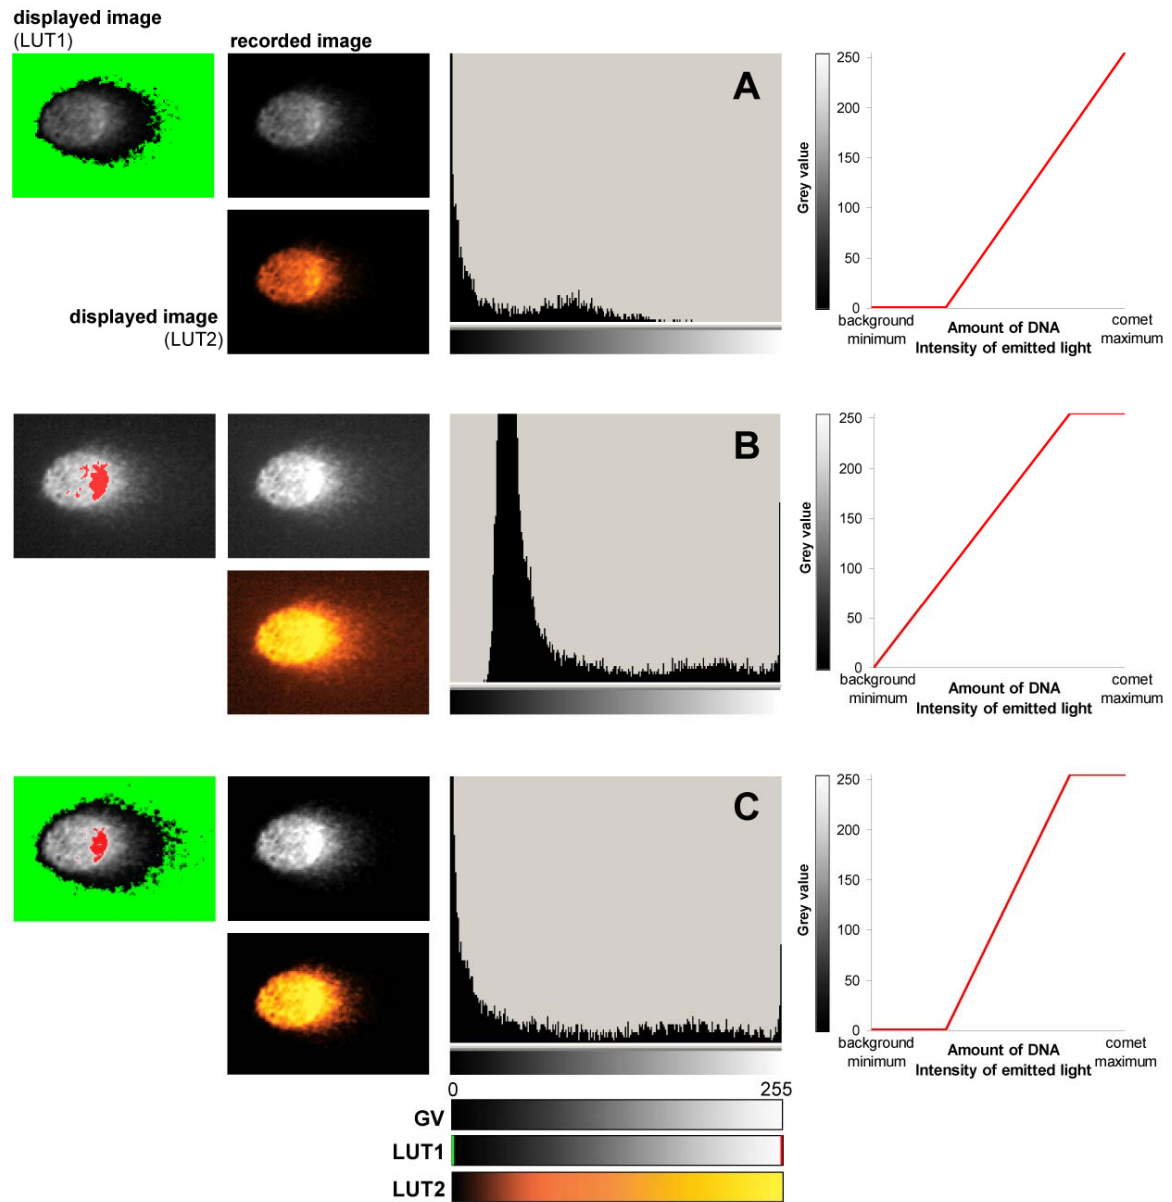 displayed image
(LUT1)
recorded image
displayed image
(LUT2)
A
Grey value
250
200
150
100
50
0
background
minimum
Amount of DNA
Intensity of emitted light
comet
maximum
B
Grey value
250
200
150
100
50
0
background
minimum
Amount of DNA
Intensity of emitted light
comet
maximum
C
Grey value
250
200
150
100
50
0
background
minimum
Amount of DNA
Intensity of emitted light
comet
maximum
0 255
GV
LUT1
LUT2